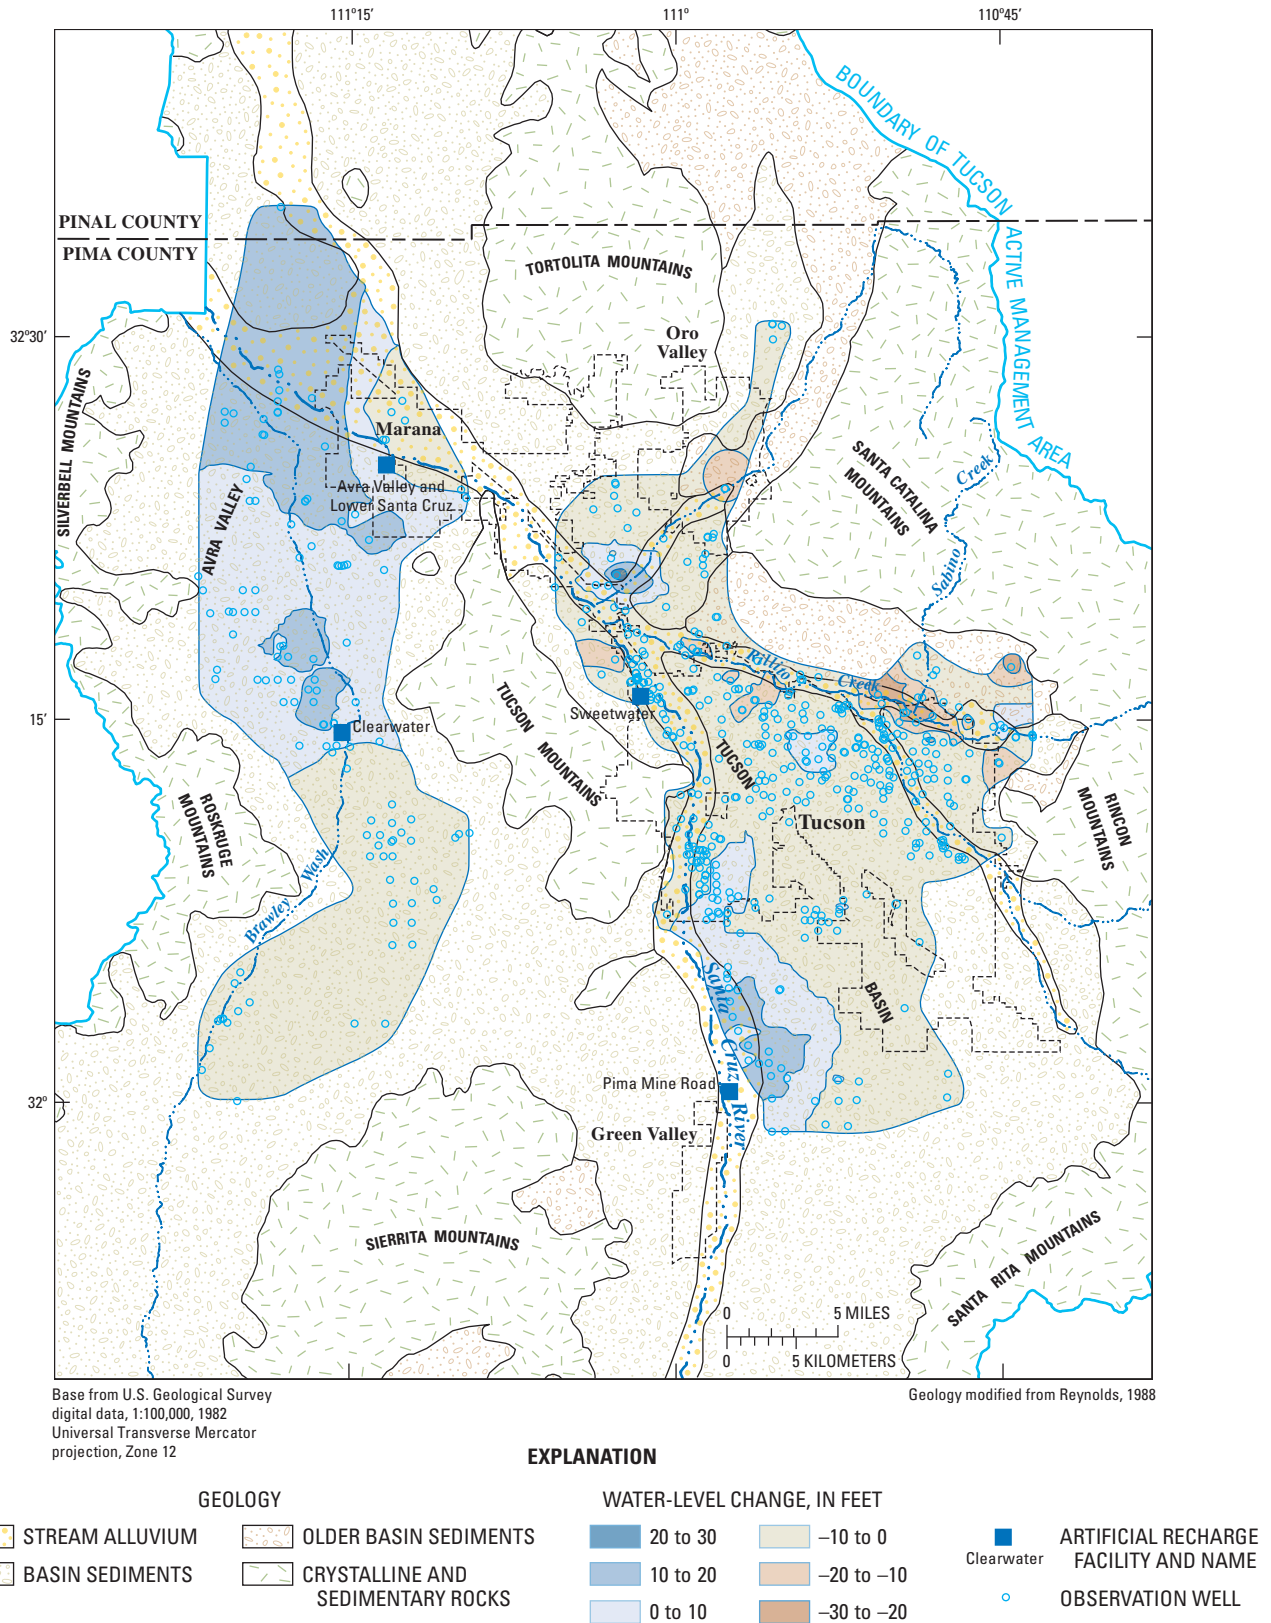 111°15′
111°
110°45′
BOUNDARY OF TUCSON
ACTIVE MANAGEMENT
AREA
PINAL COUNTY
PIMA COUNTY
TORTOLITA MOUNTAINS
32°30′
Oro
Valley
SILVERBELL MOUNTAINS
Marana
SANTA CATALINA
MOUNTAINS
Creek
Sabino
Avra Valley and
Lower Santa Cruz
AVRA VALLEY
Rillito
Creek
15′
Clearwater
Sweetwater
TUCSON MOUNTAINS
TUCSON
BASIN
Tucson
ROSKRUGE
MOUNTAINS
RINCON
MOUNTAINS
Brawley Wash
Santa
Cruz
River
32°
Pima Mine Road
Green Valley
SIERRITA MOUNTAINS
SANTA RITA MOUNTAINS
0 5 MILES
0 5 KILOMETERS
Base from U.S. Geological Survey
digital data, 1:100,000, 1982
Universal Transverse Mercator
projection, Zone 12
Geology modified from Reynolds, 1988
EXPLANATION
GEOLOGY
STREAM ALLUVIUM
BASIN SEDIMENTS
OLDER BASIN SEDIMENTS
CRYSTALLINE AND
SEDIMENTARY ROCKS
WATER-LEVEL CHANGE, IN FEET
20 to 30
10 to 20
0 to 10
–10 to 0
–20 to –10
–30 to –20
Clearwater
ARTIFICIAL RECHARGE
FACILITY AND NAME
OBSERVATION WELL